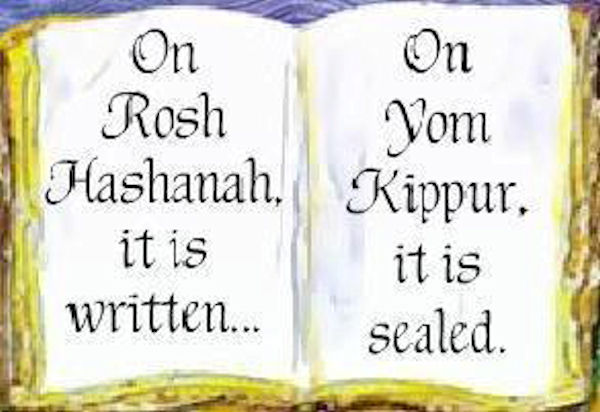 On
Rosh
Hashanah,
it is
written...
On
Yom
Kippur,
it is
sealed.